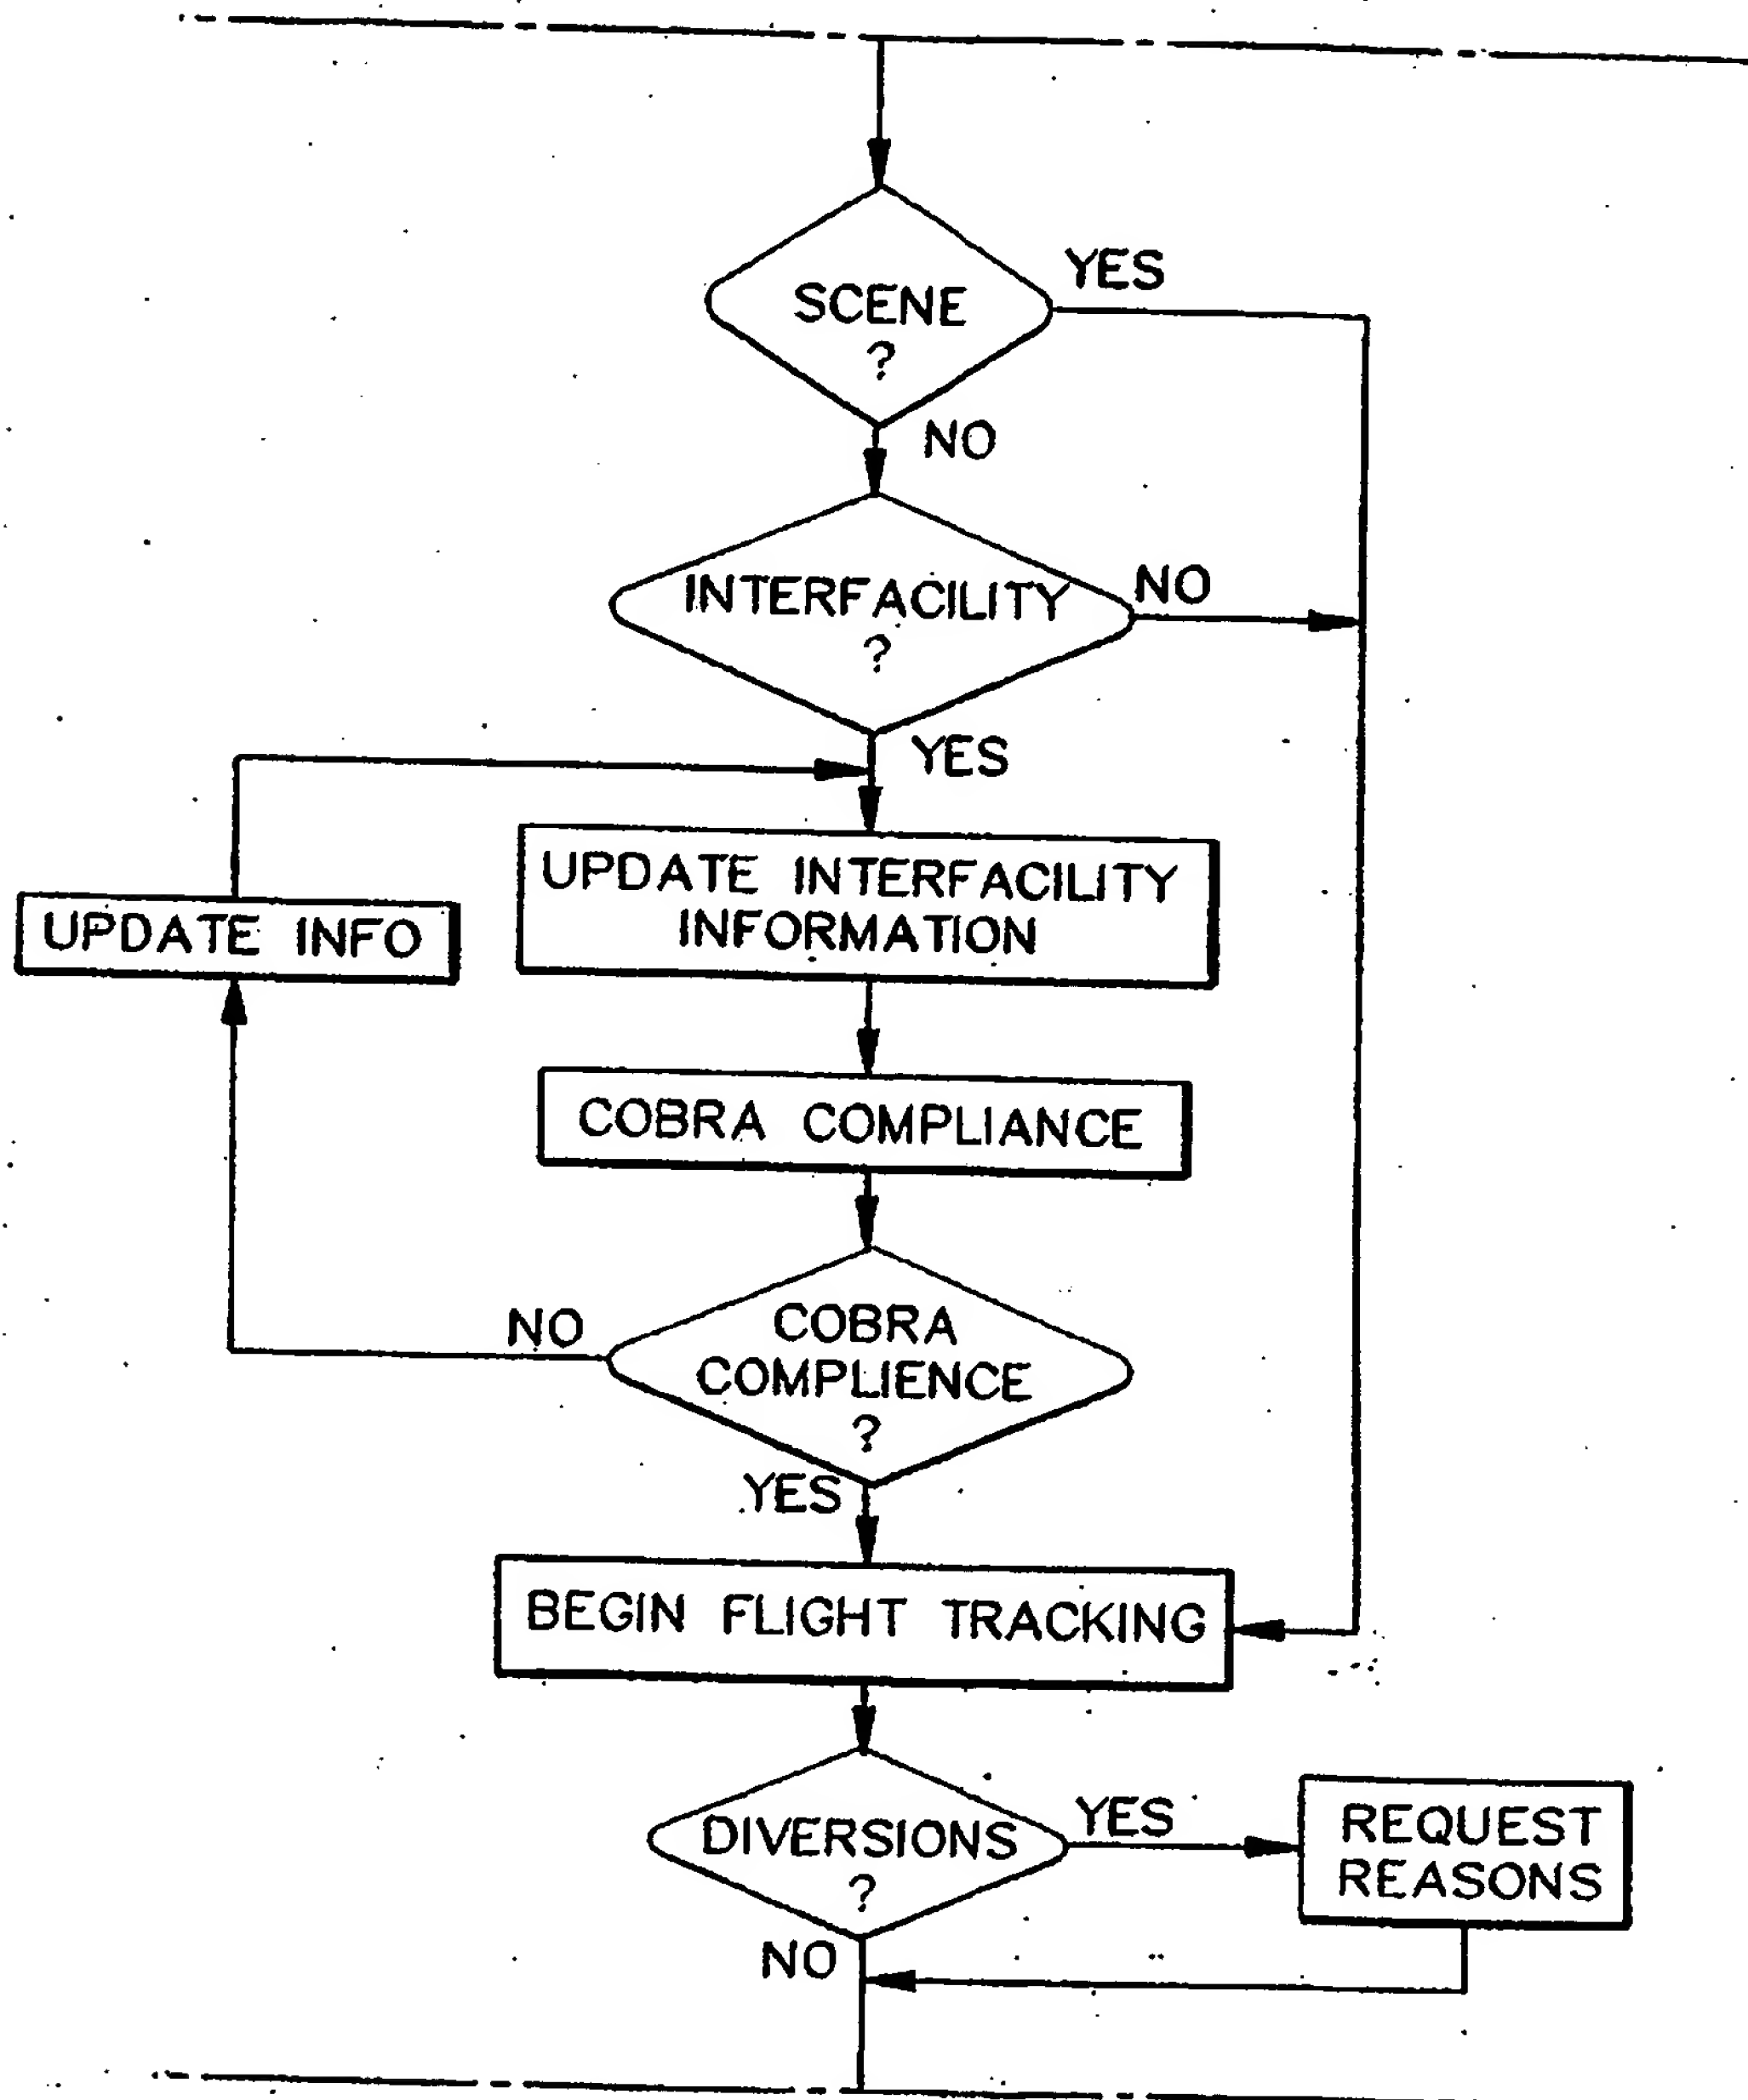 YES
SCENE
?
NO
INTERFACILITY
?
NO
YES
UPDATE INTERFACILITY
INFORMATION
UPDATE INFO
COBRA COMPLIANCE
NO
COBRA
COMPLIENCE
?
YES
BEGIN FLIGHT TRACKING
DIVERSIONS
?
YES
REQUEST
REASONS
NO